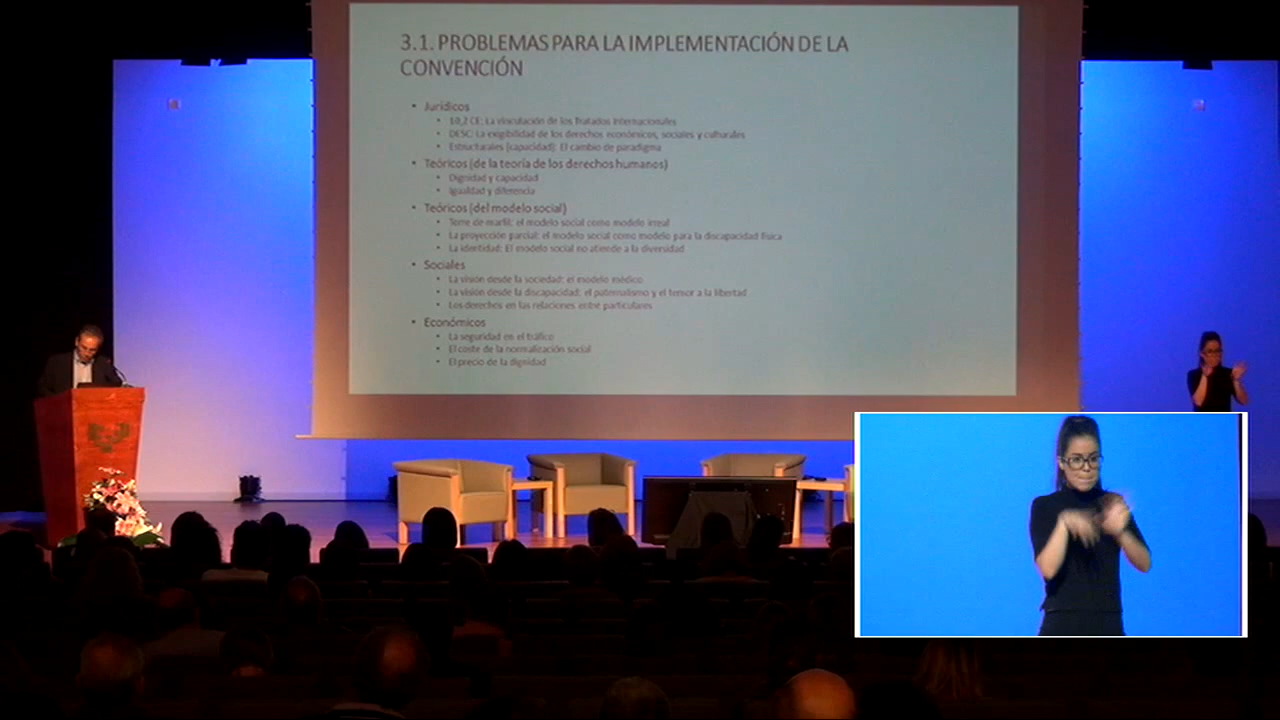 3.1. PROBLEMAS PARA LA IMPLEMENTACIÓN DE LA
CONVENCIÓN
• Jurídicos
• 10,2 CE: La vinculación de los Tratados Internacionales
• DESC: La exigibilidad de los derechos económicos, sociales y culturales
• Estructurales (capacidad): El cambio de paradigma
• Teóricos (de la teoría de los derechos humanos)
• Dignidad y capacidad
• Igualdad y diferencia
• Teóricos (del modelo social)
• Torre de marfil: el modelo social como modelo irreal
• La proyección parcial: el modelo social como modelo para la discapacidad física
• La identidad: El modelo social no atiende a la diversidad
• Sociales
• La visión desde la sociedad: el modelo médico
• La visión desde la discapacidad: el paternalismo y el temor a la libertad
• Los derechos en las relaciones entre particulares
• Económicos
• La seguridad en el tráfico
• El coste de la normalización social
• El precio de la dignidad